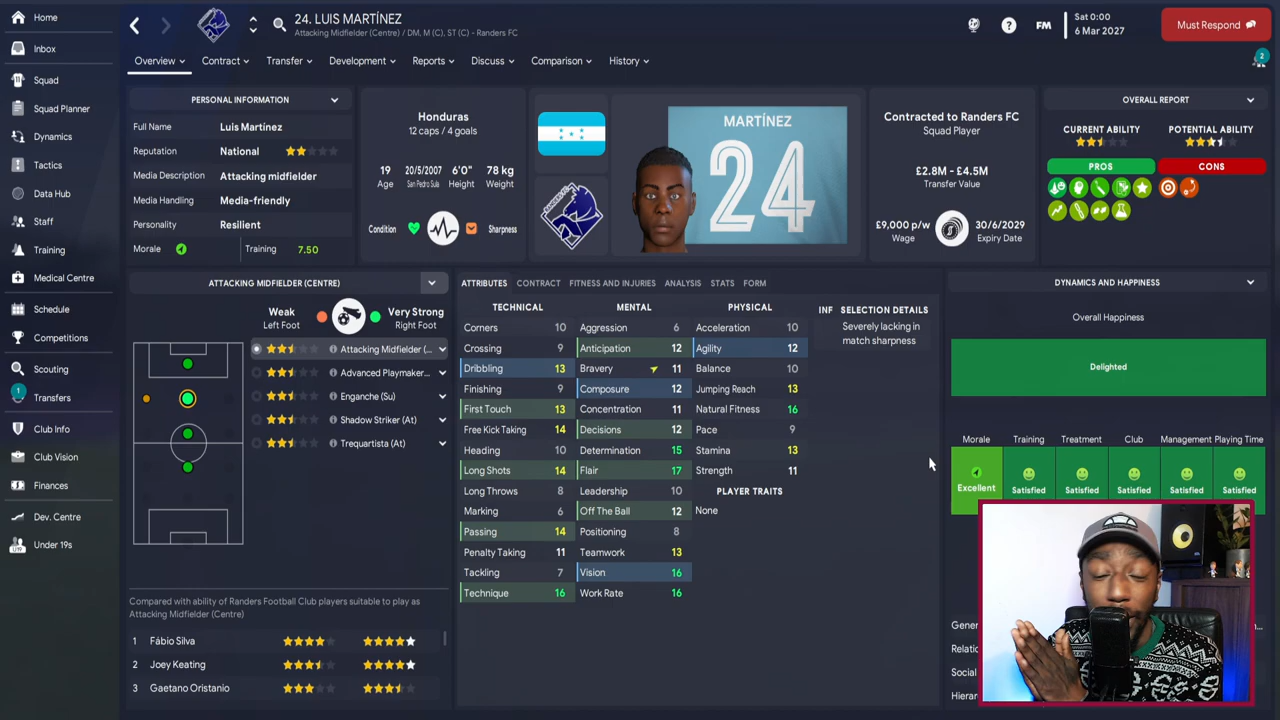 Home
Inbox
Squad
Squad Planner
Dynamics
Tactics
Data Hub
Staff
Training
Medical Centre
Schedule
Competitions
Scouting
1
Transfers
Club Info
Club Vision
Finances
Dev. Centre
Under 19s
24. LUIS MARTÍNEZ
Attacking Midfielder (Centre) / DM, M (C), ST (C) - Randers FC
?
FM
Sat 0:00
6 Mar 2027
Must Respond
2
Overview
Contract
Transfer
Development
Reports
Discuss
Comparison
History
PERSONAL INFORMATION
Full Name Luis Martínez
Reputation National
Media Description Attacking midfielder
Media Handling Media-friendly
Personality Resilient
Morale
Training 7.50
Honduras
12 caps / 4 goals
19 20/5/2007 6'0" 78 kg
Age San Pedro Sula Height Weight
Condition
Sharpness
MARTÍNEZ
24
Contracted to Randers FC
Squad Player
£2.8M - £4.5M
Transfer Value
£9,000 p/w 30/6/2029
Wage Expiry Date
OVERALL REPORT
CURRENT ABILITY POTENTIAL ABILITY
PROS CONS
ATTACKING MIDFIELDER (CENTRE)
Weak Very Strong
Left Foot Right Foot
Attacking Midfielder (...
Advanced Playmaker...
Enganche (Su)
Shadow Striker (At)
Trequartista (At)
Compared with ability of Randers Football Club players suitable to play as
Attacking Midfielder (Centre)
1 Fábio Silva
2 Joey Keating
3 Gaetano Oristanio
ATTRIBUTES CONTRACT FITNESS AND INJURIES ANALYSIS STATS FORM
TECHNICAL
Corners 10
Crossing 9
Dribbling 13
Finishing 9
First Touch 13
Free Kick Taking 14
Heading 10
Long Shots 14
Long Throws 8
Marking 6
Passing 14
Penalty Taking 11
Tackling 7
Technique 16
MENTAL
Aggression 6
Anticipation 12
Bravery 11
Composure 12
Concentration 11
Decisions 12
Determination 15
Flair 17
Leadership 10
Off The Ball 12
Positioning 8
Teamwork 13
Vision 16
Work Rate 16
PHYSICAL
Acceleration 10
Agility 12
Balance 10
Jumping Reach 13
Natural Fitness 16
Pace 9
Stamina 13
Strength 11
PLAYER TRAITS
None
INF SELECTION DETAILS
Severely lacking in
match sharpness
DYNAMICS AND HAPPINESS
Overall Happiness
Delighted
Morale Training Treatment Club Management Playing Time
Excellent Satisfied Satisfied Satisfied Satisfied Satisfied
Gener
Relati
Social
Hierar